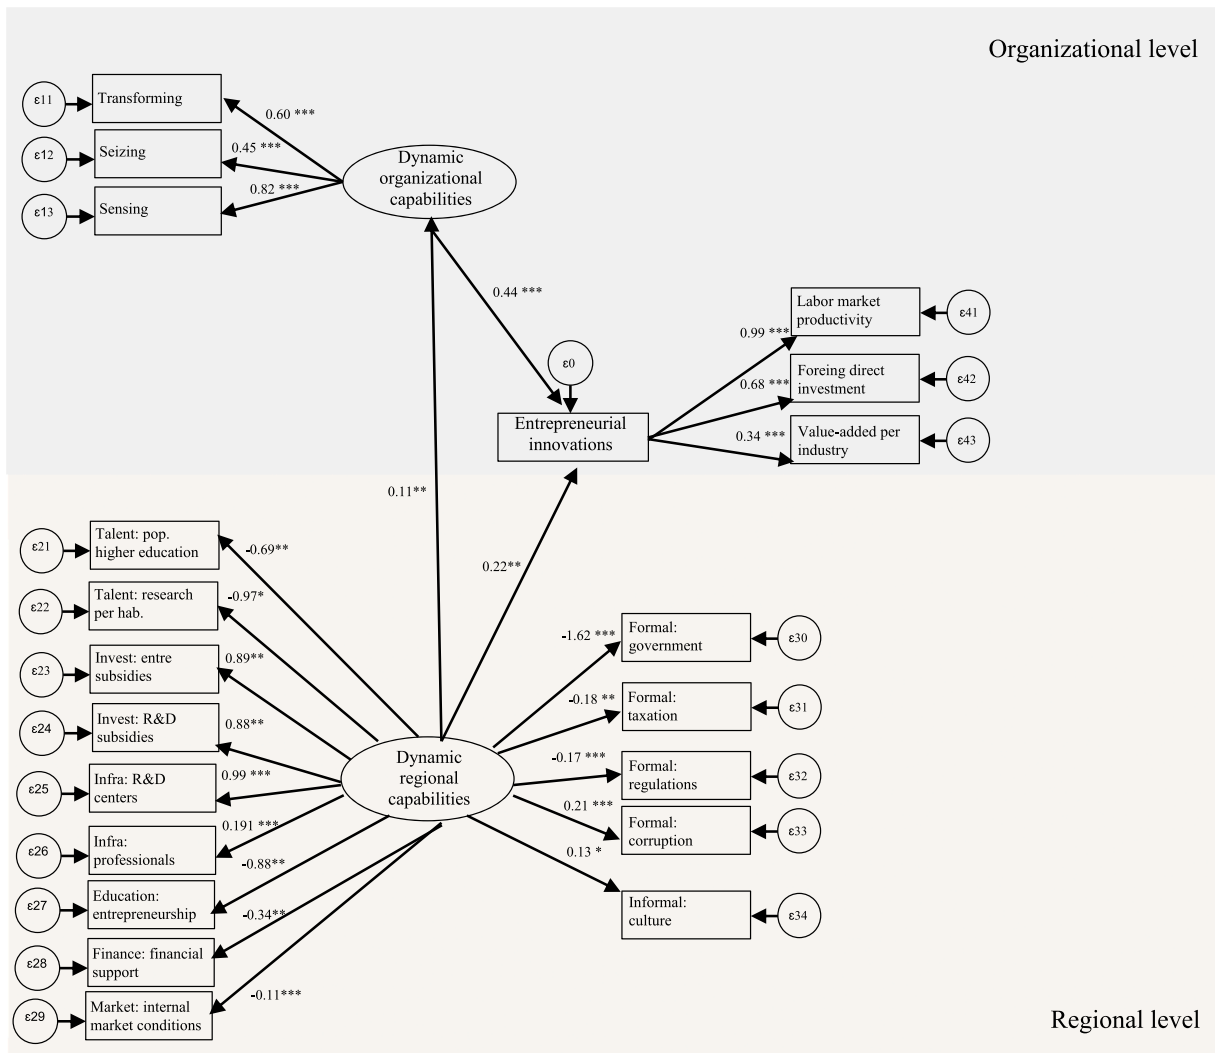 Organizational level
ε11
Transforming
0.60 ***
ε12
Seizing
0.45 ***
ε13
Sensing
0.82 ***
Dynamic
organizational
capabilities
0.44 ***
ε0
Entrepreneurial
innovations
Labor market
productivity
ε41
0.99 ***
Foreing direct
investment
ε42
0.68 ***
Value-added per
industry
ε43
0.34 ***
0.11**
0.22**
ε21
Talent: pop.
higher education
-0.69**
ε22
Talent: research
per hab.
-0.97*
ε23
Invest: entre
subsidies
0.89**
ε24
Invest: R&D
subsidies
0.88**
ε25
Infra: R&D
centers
0.99 ***
ε26
Infra:
professionals
0.191 ***
ε27
Education:
entrepreneurship
-0.88**
ε28
Finance: financial
support
-0.34**
ε29
Market: internal
market conditions
-0.11***
Dynamic
regional
capabilities
-1.62 ***
Formal:
government
ε30
-0.18 **
Formal:
taxation
ε31
-0.17 ***
Formal:
regulations
ε32
0.21 ***
Formal:
corruption
ε33
0.13 *
Informal:
culture
ε34
Regional level